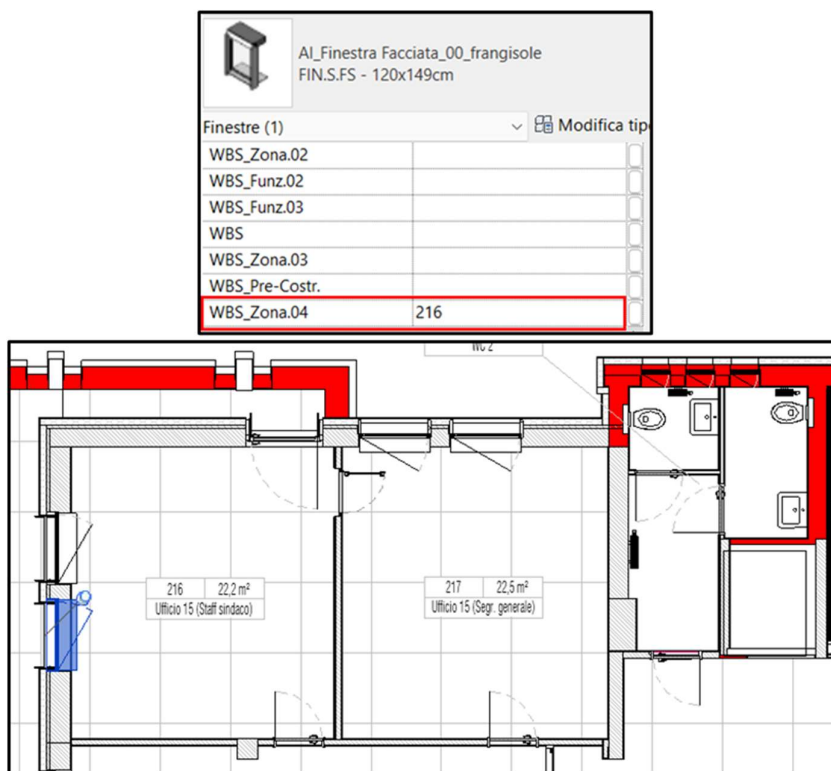 AI_Finestra Facciata_00_frangisole
FIN.S.FS - 120x149cm
Finestre (1)
Modifica tip
WBS_Zona.02
WBS_Funz.02
WBS_Funz.03
WBS
WBS_Zona.03
WBS_Pre-Costr.
WBS_Zona.04 216
WC 2
216 22,2 m²
Ufficio 15 (Staff sindaco)
217 22,5 m²
Ufficio 15 (Segr. generale)